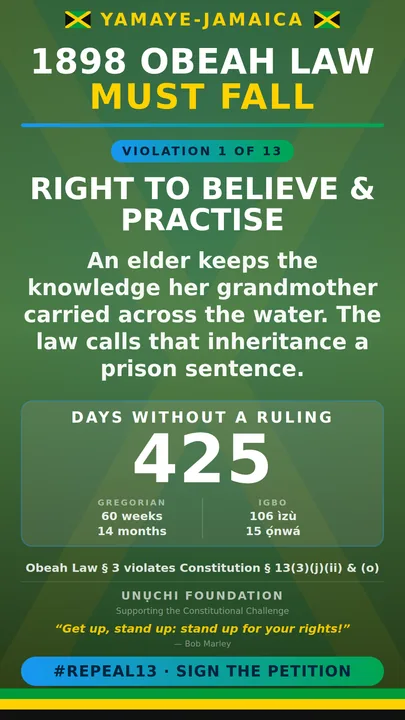 YAMAYE-JAMAICA
1898 OBEAH LAW
MUST FALL
VIOLATION 1 OF 13
RIGHT TO BELIEVE &
PRACTISE
An elder keeps the
knowledge her grandmother
carried across the water. The
law calls that inheritance a
prison sentence.
DAYS WITHOUT A RULING
425
GREGORIAN
60 weeks
14 months
IGBO
106 ìzù
15 ọ́nwá
Obeah Law § 3 violates Constitution § 13(3)(j)(ii) & (o)
UNỤCHI FOUNDATION
Supporting the Constitutional Challenge
“Get up, stand up: stand up for your rights!”
— Bob Marley
#REPEAL13 · SIGN THE PETITION